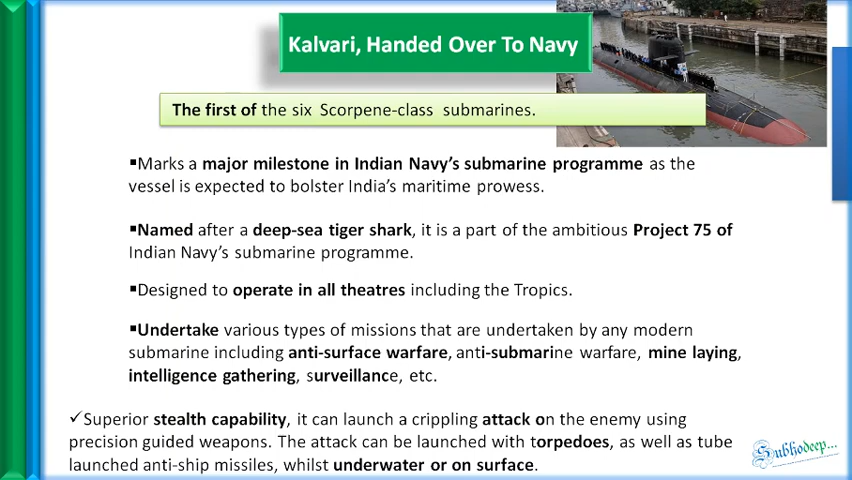 Kalvari, Handed Over To Navy
The first of the six Scorpene-class submarines.
▪Marks a major milestone in Indian Navy's submarine programme as the
vessel is expected to bolster India's maritime prowess.
▪Named after a deep-sea tiger shark, it is a part of the ambitious Project 75 of
Indian Navy's submarine programme.
▪Designed to operate in all theatres including the Tropics.
▪Undertake various types of missions that are undertaken by any modern
submarine including anti-surface warfare, anti-submarine warfare, mine laying,
intelligence gathering, surveillance, etc.
✓Superior stealth capability, it can launch a crippling attack on the enemy using
precision guided weapons. The attack can be launched with torpedoes, as well as tube
launched anti-ship missiles, whilst underwater or on surface.
Subhodeep...